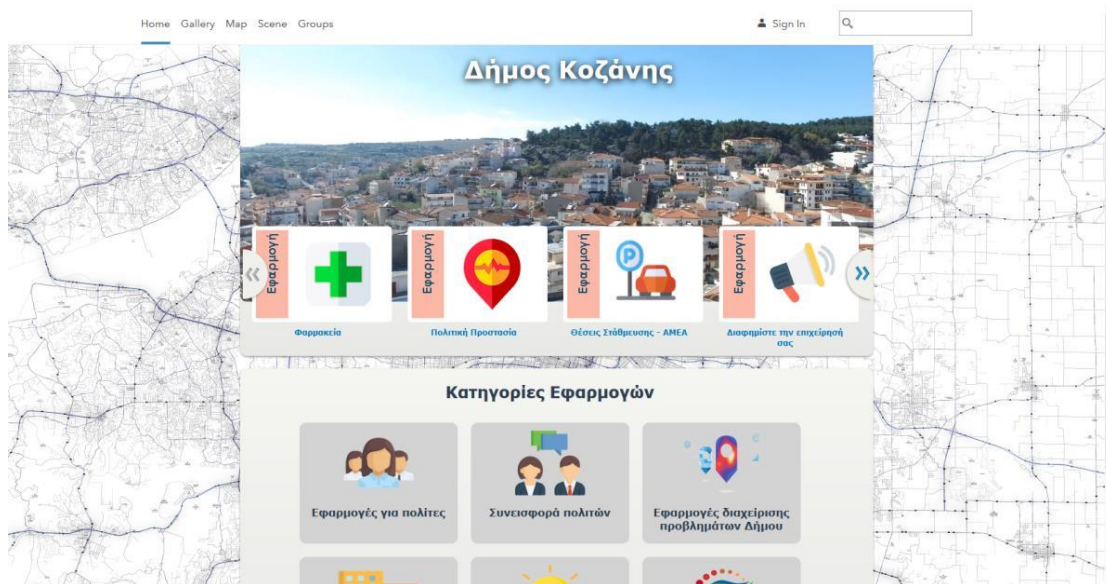 Home Gallery Map Scene Groups Sign In
Δήμος Κοζάνης
Εφαρμογή Εφαρμογή Εφαρμογή Εφαρμογή
Φαρμακεία Πολιτική Προστασία Θέσεις Στάθμευσης - ΑΜΕΑ Διαφημίστε την επιχείρησή
σας
Κατηγορίες Εφαρμογών
Εφαρμογές για πολίτες Συνεισφορά πολιτών Εφαρμογές διαχείρισης
προβλημάτων Δήμου